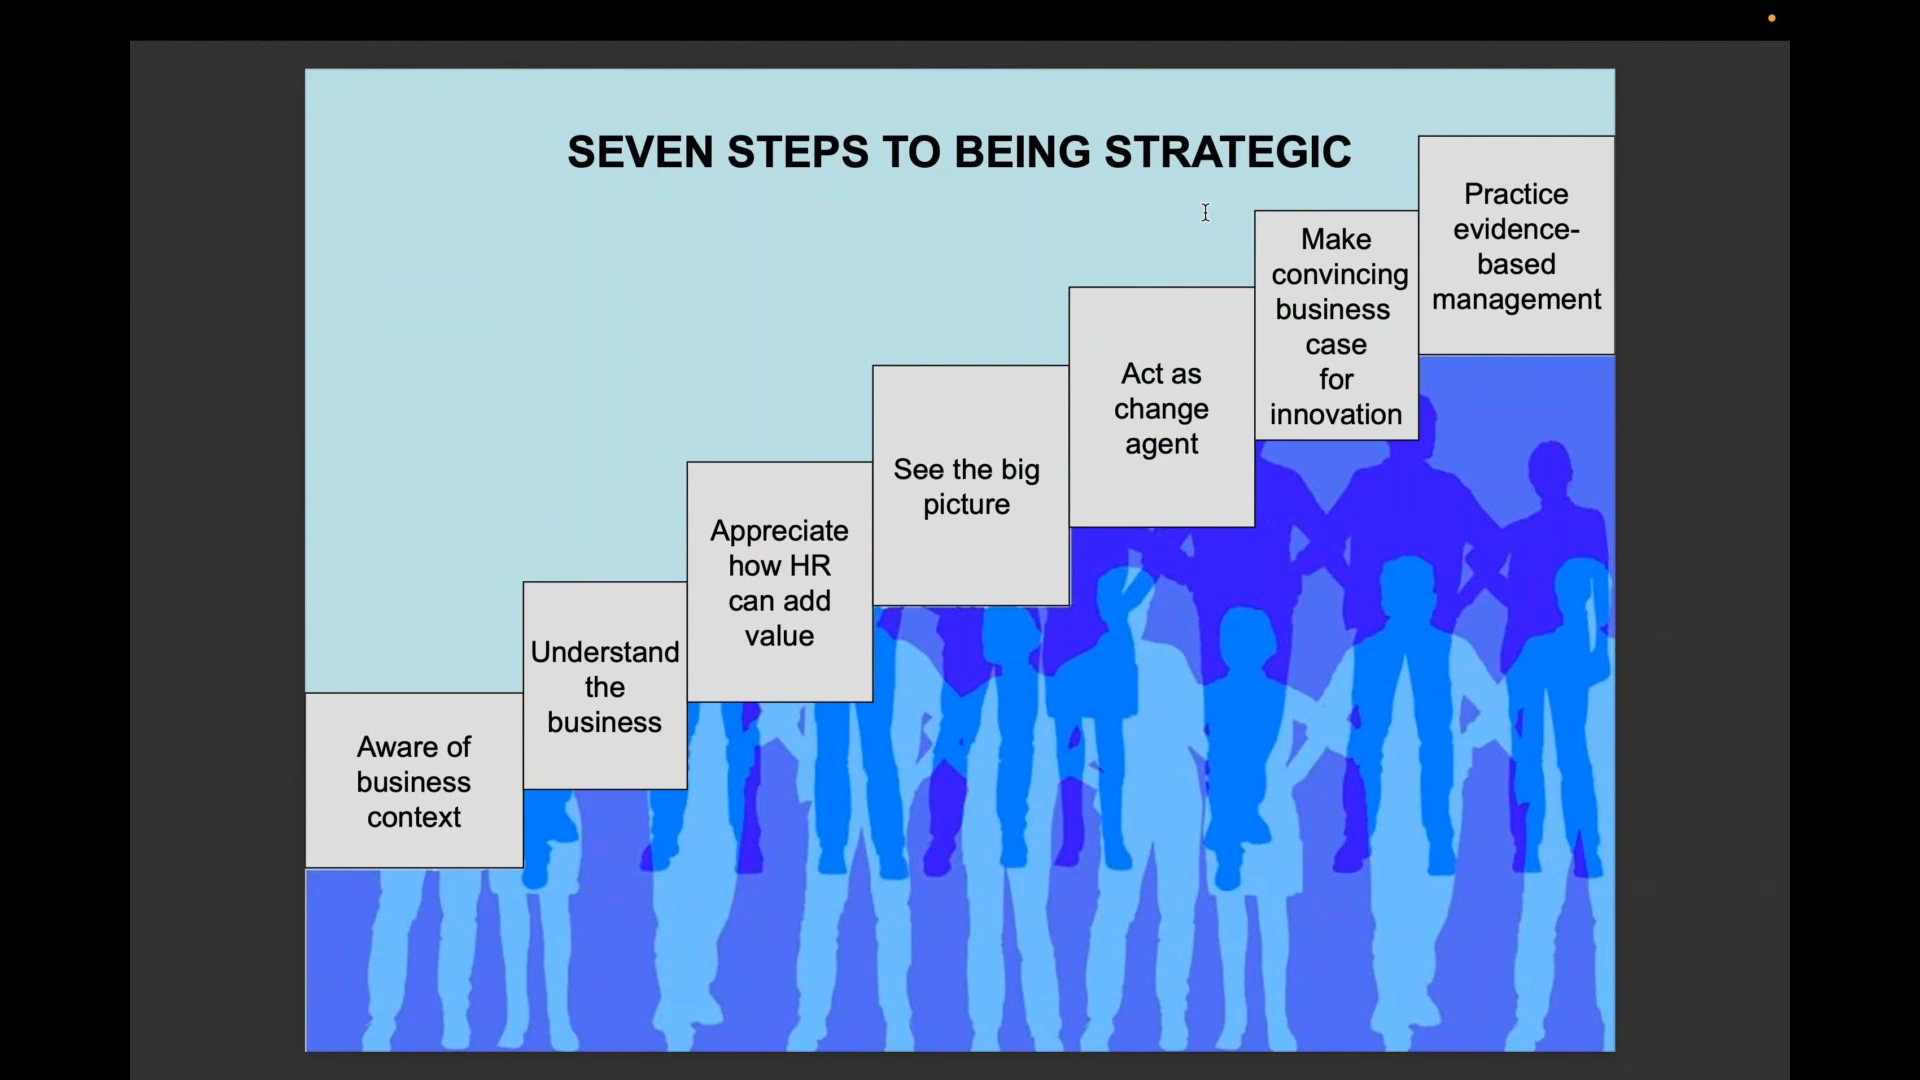 SEVEN STEPS TO BEING STRATEGIC
Aware of
business
context
Understand
the
business
Appreciate
how HR
can add
value
See the big
picture
Act as
change
agent
Make
convincing
business
case
for
innovation
Practice
evidence-
based
management